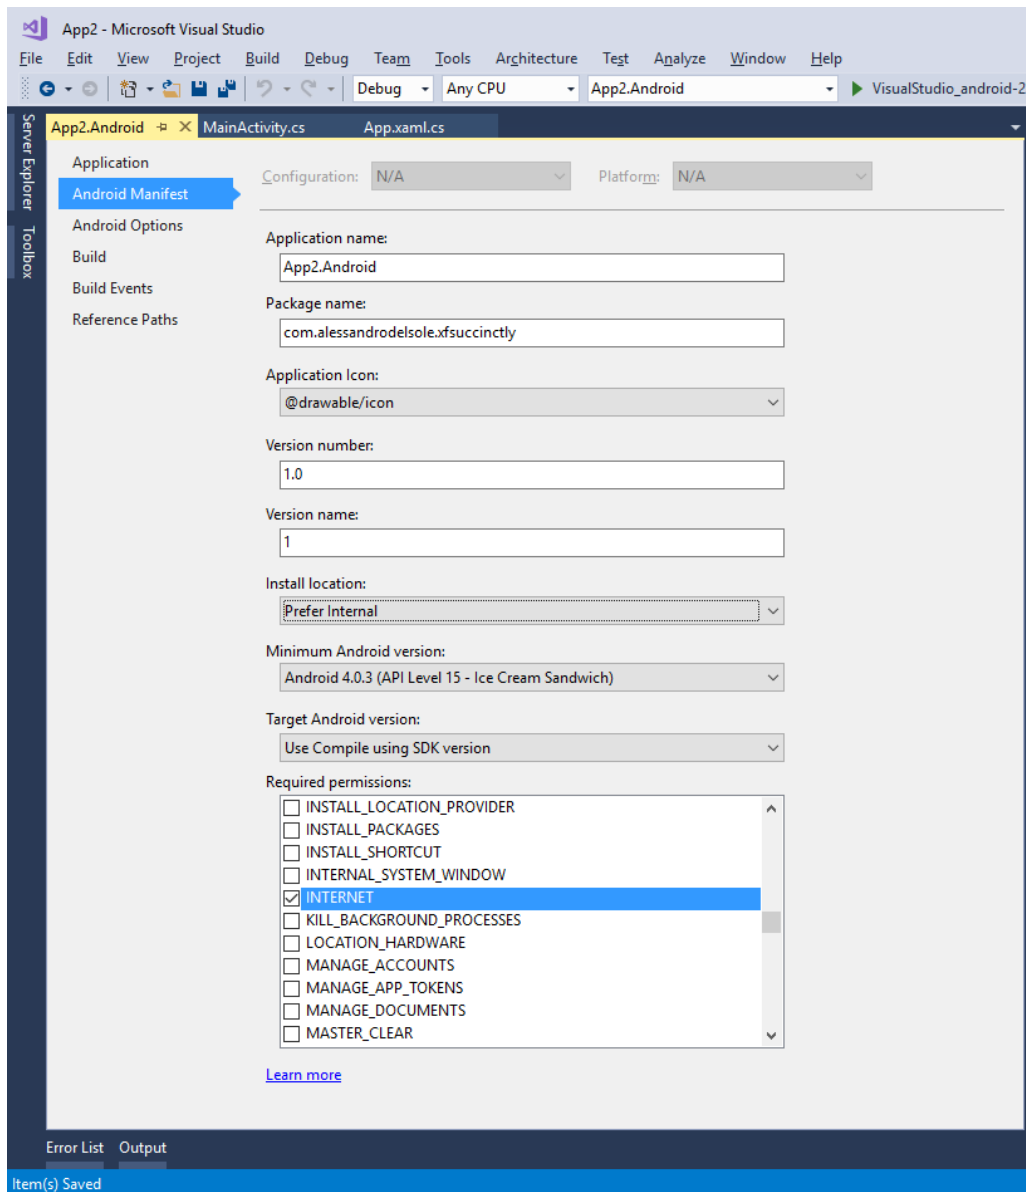 App2 - Microsoft Visual Studio
File Edit View Project Build Debug Team Tools Architecture Test Analyze Window Help
Debug Any CPU App2.Android VisualStudio_android-2
Server Explorer
Toolbox
App2.Android MainActivity.cs App.xaml.cs
Application
Android Manifest
Android Options
Build
Build Events
Reference Paths
Configuration: N/A Platform: N/A
Application name:
App2.Android
Package name:
com.alessandrodelsole.xfsuccinctly
Application Icon:
@drawable/icon
Version number:
1.0
Version name:
1
Install location:
Prefer Internal
Minimum Android version:
Android 4.0.3 (API Level 15 - Ice Cream Sandwich)
Target Android version:
Use Compile using SDK version
Required permissions:
INSTALL_LOCATION_PROVIDER
INSTALL_PACKAGES
INSTALL_SHORTCUT
INTERNAL_SYSTEM_WINDOW
INTERNET
KILL_BACKGROUND_PROCESSES
LOCATION_HARDWARE
MANAGE_ACCOUNTS
MANAGE_APP_TOKENS
MANAGE_DOCUMENTS
MASTER_CLEAR
Learn more
Error List Output
Item(s) Saved